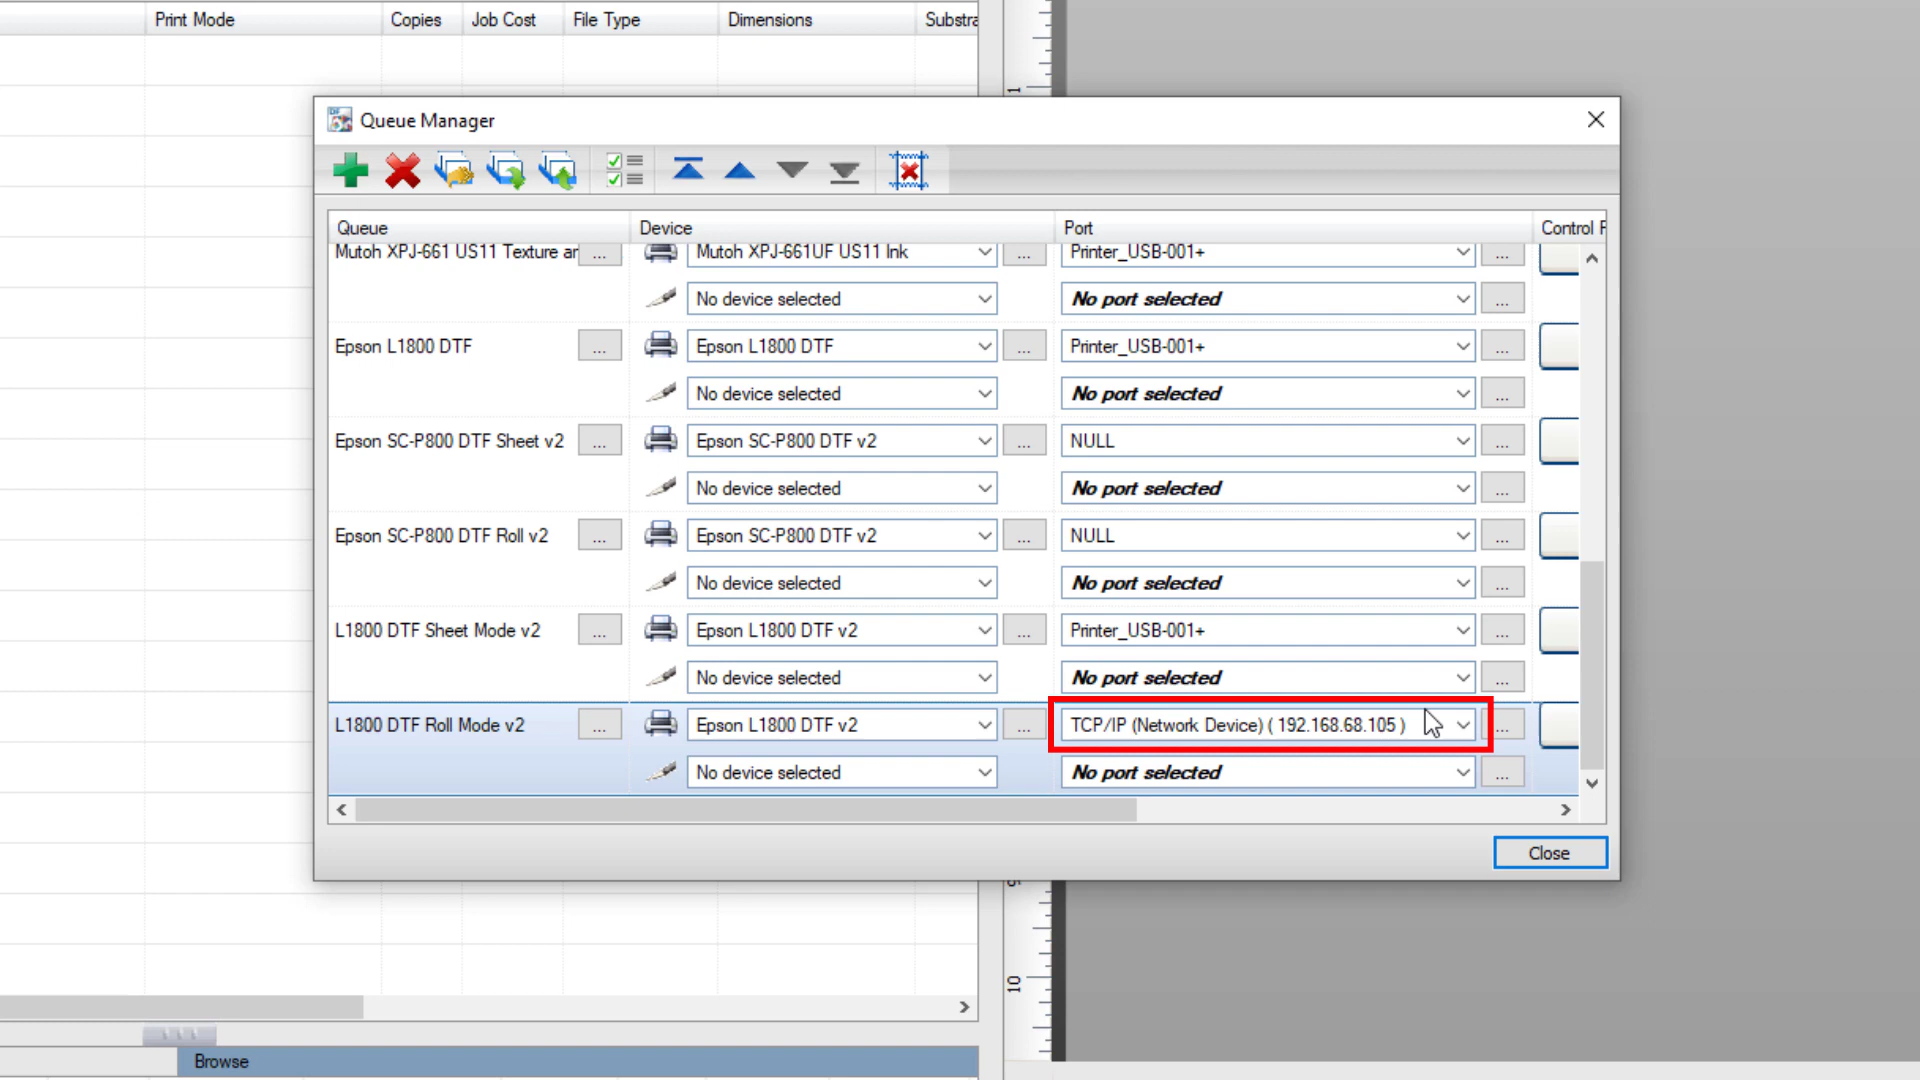 Print Mode Copies Job Cost File Type Dimensions Substra
1
Queue Manager
Queue Device Port Control F
Mutoh XPJ-661 US11 Texture ar ... Mutoh XPJ-661UF US11 Ink ... Printer_USB-001+ ...
No device selected No port selected ...
Epson L1800 DTF ... Epson L1800 DTF ... Printer_USB-001+ ...
No device selected No port selected ...
Epson SC-P800 DTF Sheet v2 ... Epson SC-P800 DTF v2 ... NULL ...
No device selected No port selected ...
Epson SC-P800 DTF Roll v2 ... Epson SC-P800 DTF v2 ... NULL ...
No device selected No port selected ...
L1800 DTF Sheet Mode v2 ... Epson L1800 DTF v2 ... Printer_USB-001+ ...
No device selected No port selected ...
L1800 DTF Roll Mode v2 ... Epson L1800 DTF v2 ... TCP/IP (Network Device) ( 192.168.68.105 ) ...
No device selected No port selected ...
Close
10
Browse